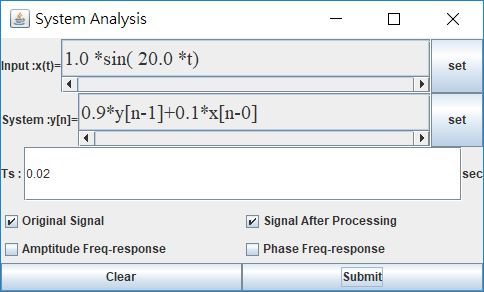 System Analysis
Input :x(t)= 1.0 *sin( 20.0 *t) set
System :y[n]= 0.9*y[n-1]+0.1*x[n-0] set
Ts : 0.02 sec
Original Signal Signal After Processing
Amptitude Freq-response Phase Freq-response
Clear Submit